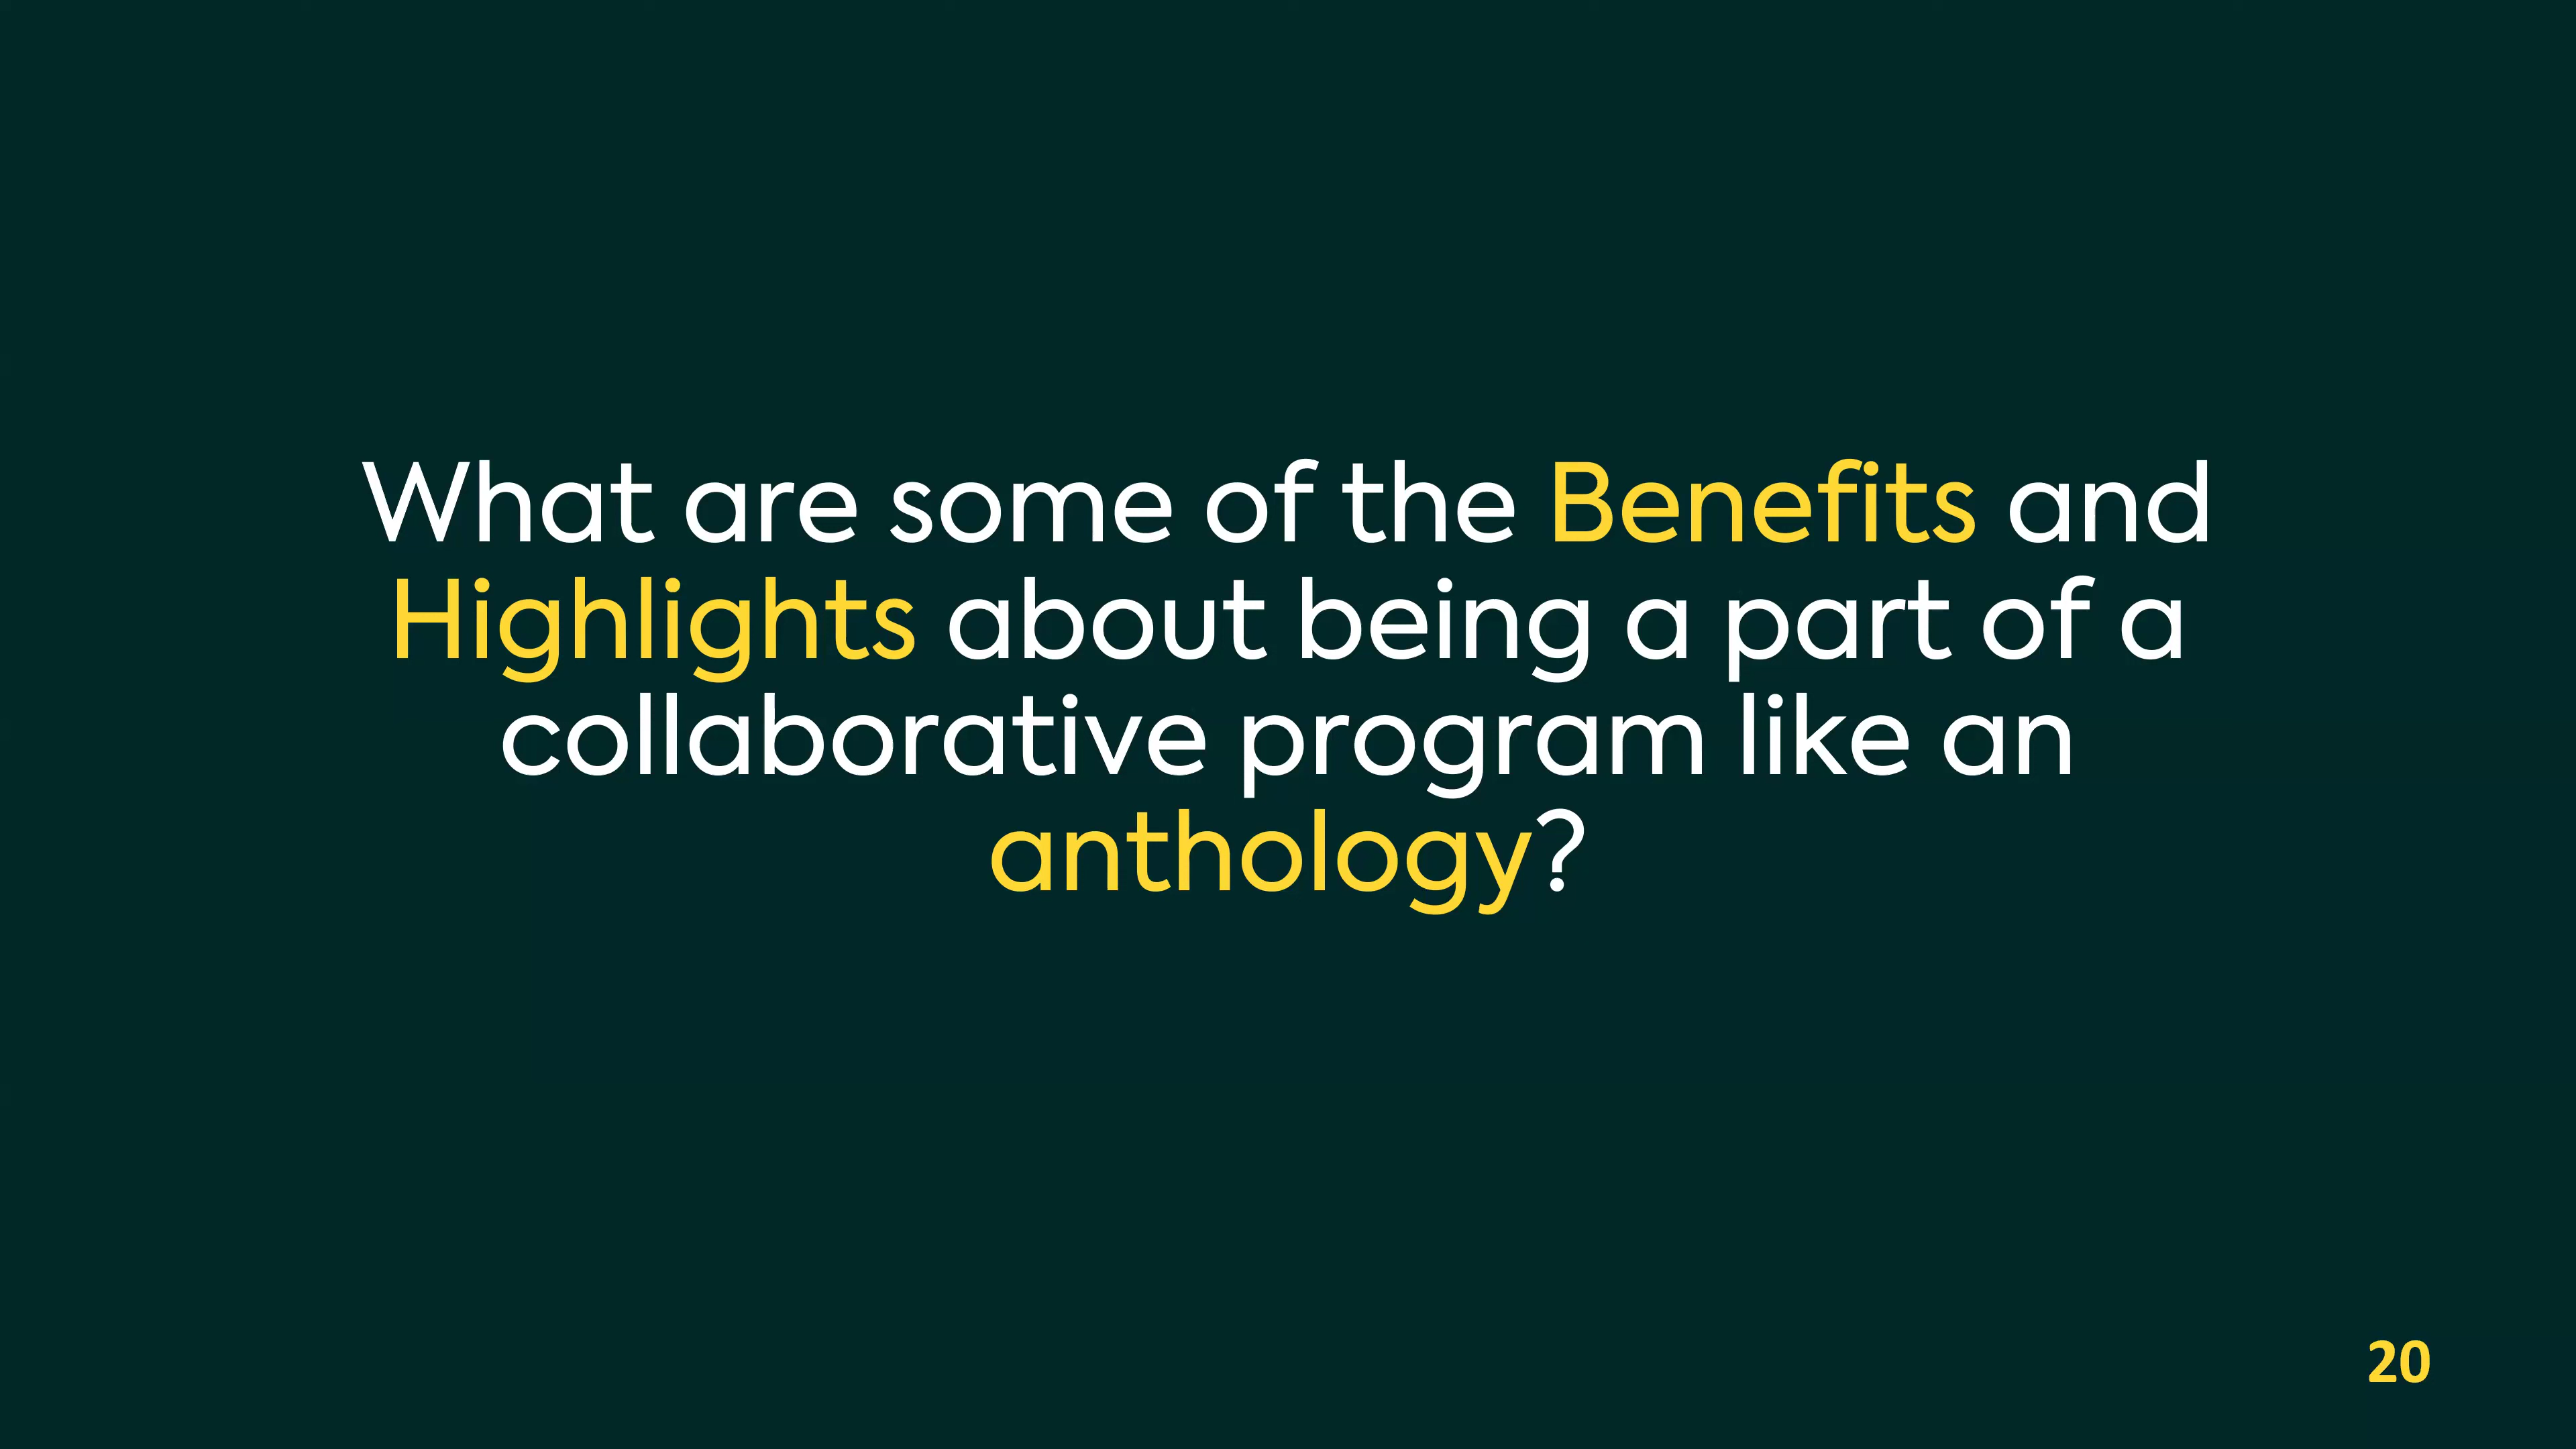 What are some of the Benefits and
Highlights about being a part of a
collaborative program like an
anthology?
20